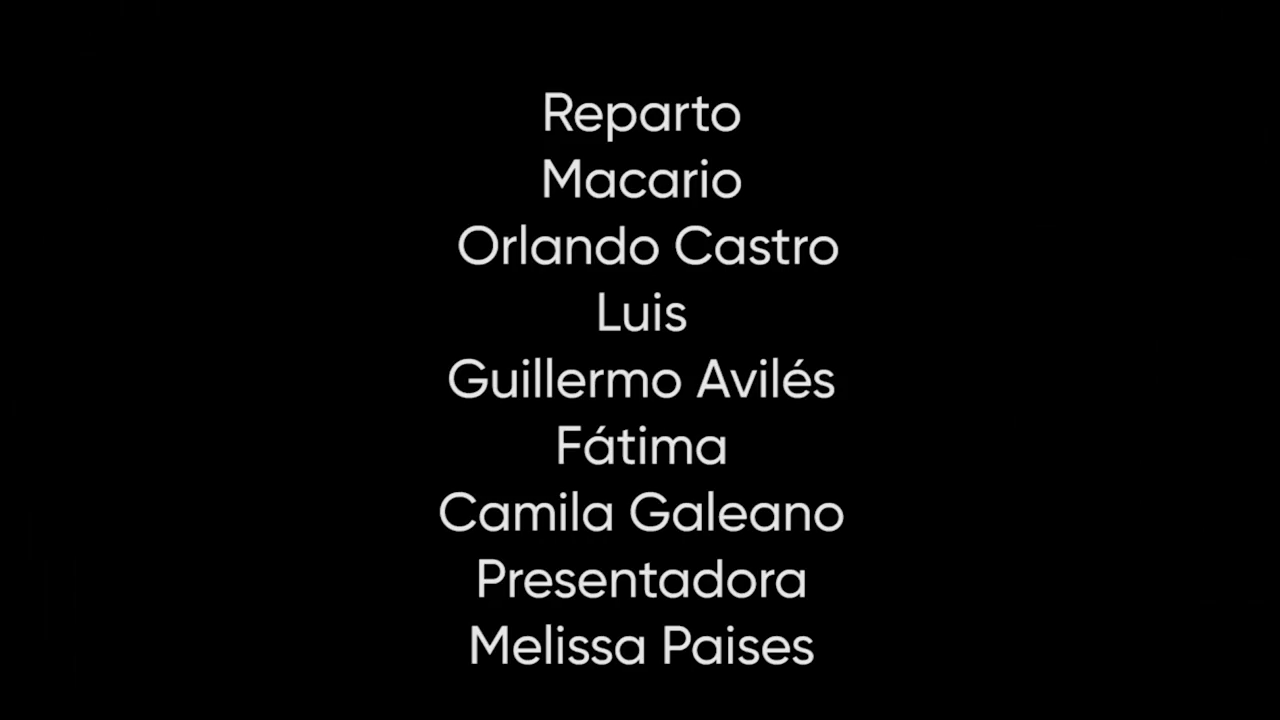 Reparto
Macario
Orlando Castro
Luis
Guillermo Avilés
Fátima
Camila Galeano
Presentadora
Melissa Paises